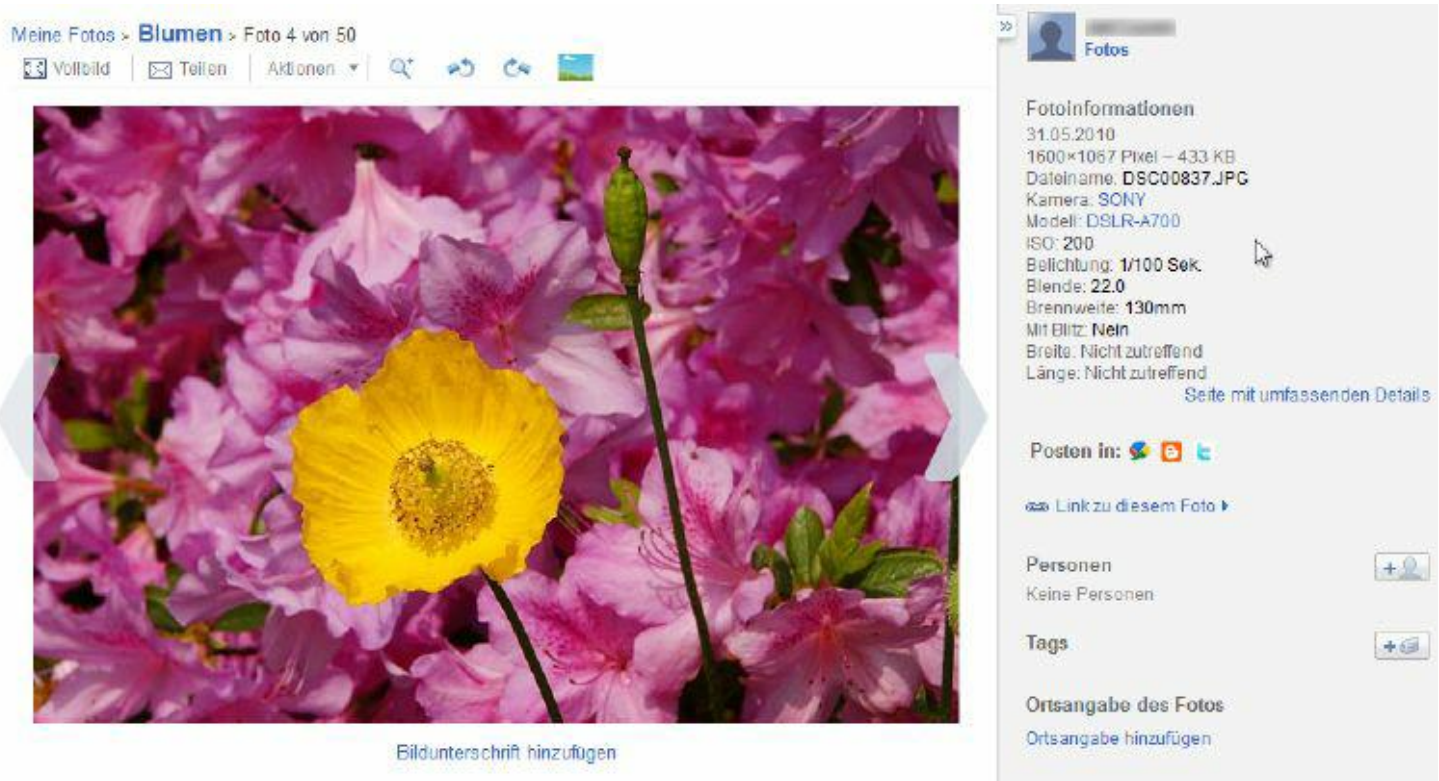 Meine Fotos > Blumen > Foto 4 von 50
Vollbild Teilen Aktionen
Fotos
Fotoinformationen
31.05.2010
1600×1067 Pixel – 433 KB
Dateiname: DSC00837.JPG
Kamera: SONY
Modell: DSLR-A700
ISO: 200
Belichtung: 1/100 Sek.
Blende: 22.0
Brennweite: 130mm
Mit Blitz: Nein
Breite: Nicht zutreffend
Länge: Nicht zutreffend
Seite mit umfassenden Details
Posten in:
Link zu diesem Foto
Personen
Keine Personen
Tags
Ortsangabe des Fotos
Ortsangabe hinzufügen
Bildunterschrift hinzufügen